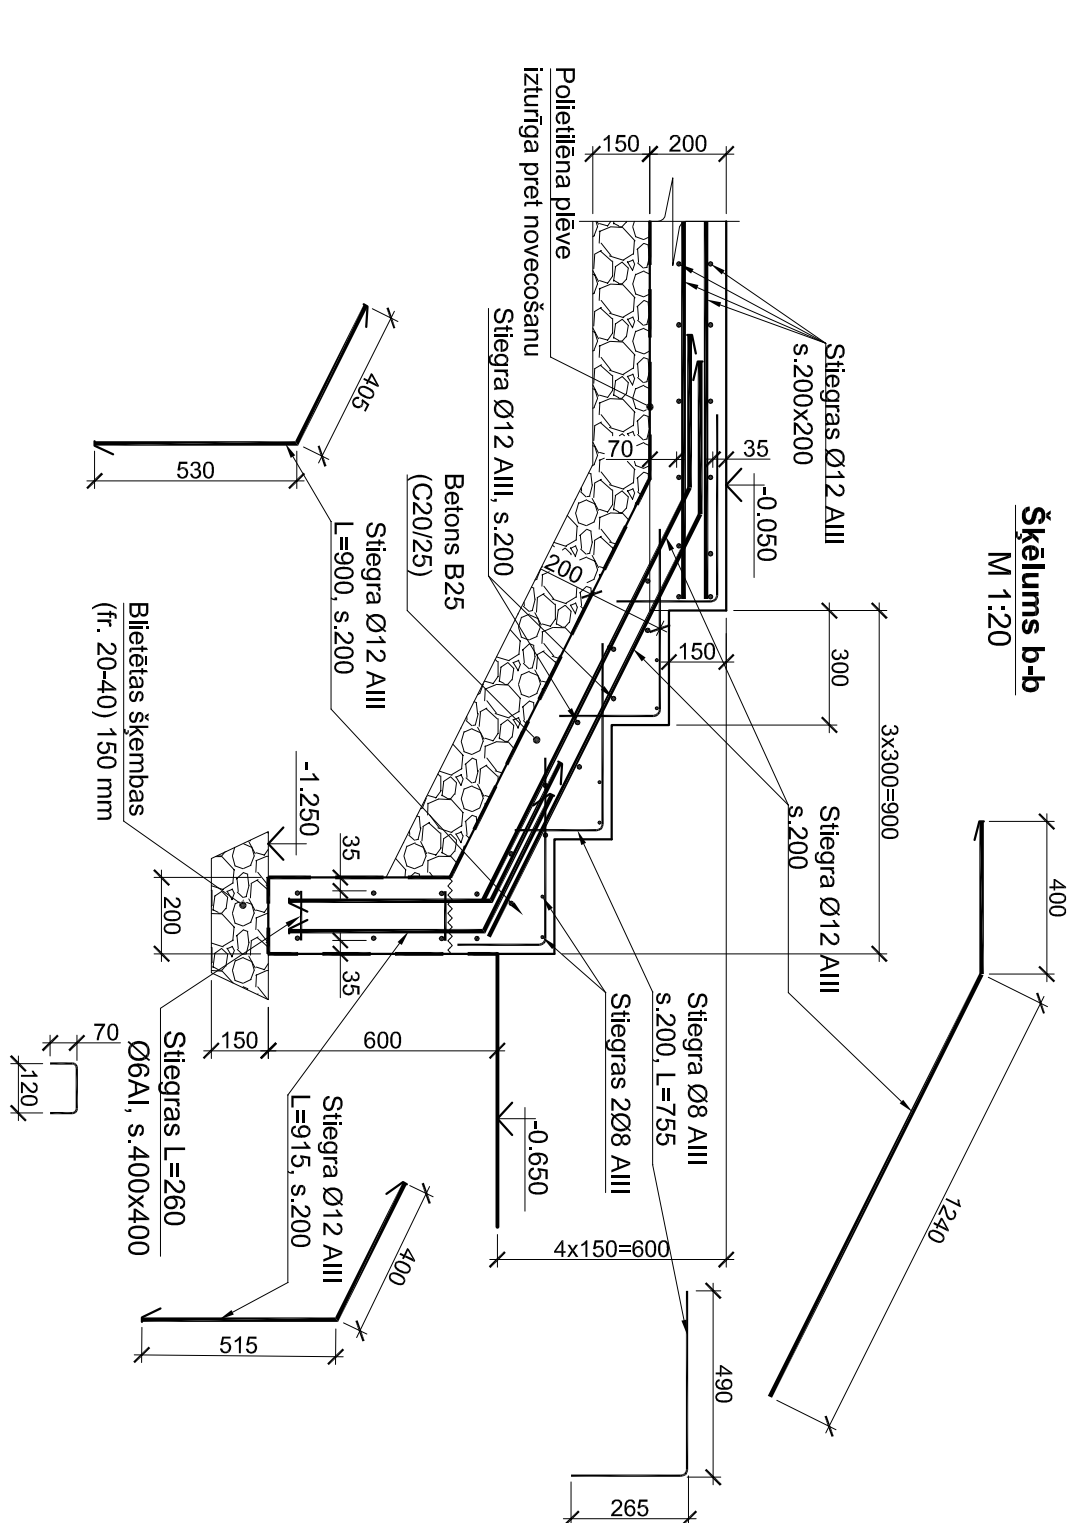 Šķēlums b-b
M 1:20
Stiegras Ø12 AIII
s.200x200
Polietilēna plēve
izturīga pret novecošanu
150
200
70
35
-0.050
Stiegra Ø12 AIII, s.200
Betons B25
(C20/25)
200
150
300
3x300=900
Stiegra Ø12 AIII
s.200
400
1240
405
530
Stiegra Ø12 AIII
L=900, s.200
Blietētas šķembas
(fr. 20-40) 150 mm
-1.250
35
200
35
150
600
Stiegra Ø8 AIII
s.200, L=755
Stiegras 2Ø8 AIII
-0.650
4x150=600
Stiegras L=260
Ø6AI, s.400x400
70
120
Stiegra Ø12 AIII
L=915, s.200
400
515
490
265